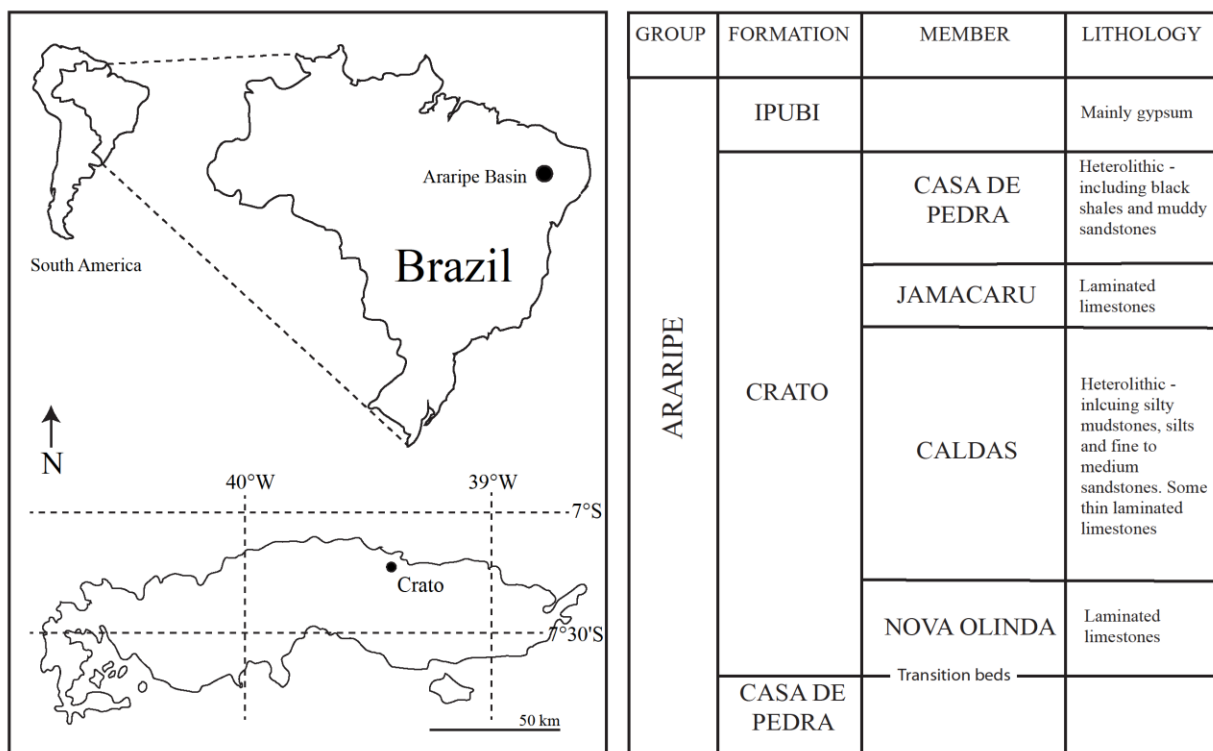 South America
Araripe Basin
Brazil
N
40°W
39°W
7°S
Crato
7°30'S
50 km
GROUP
FORMATION
MEMBER
LITHOLOGY
ARARIPE
IPUBI
Mainly gypsum
CRATO
CASA DE
PEDRA
Heterolithic -
including black
shales and muddy
sandstones
JAMACARU
Laminated
limestones
CALDAS
Heterolithic -
inlcuing silty
mudstones, silts
and fine to
medium
sandstones. Some
thin laminated
limestones
NOVA OLINDA
Laminated
limestones
Transition beds
CASA DE
PEDRA